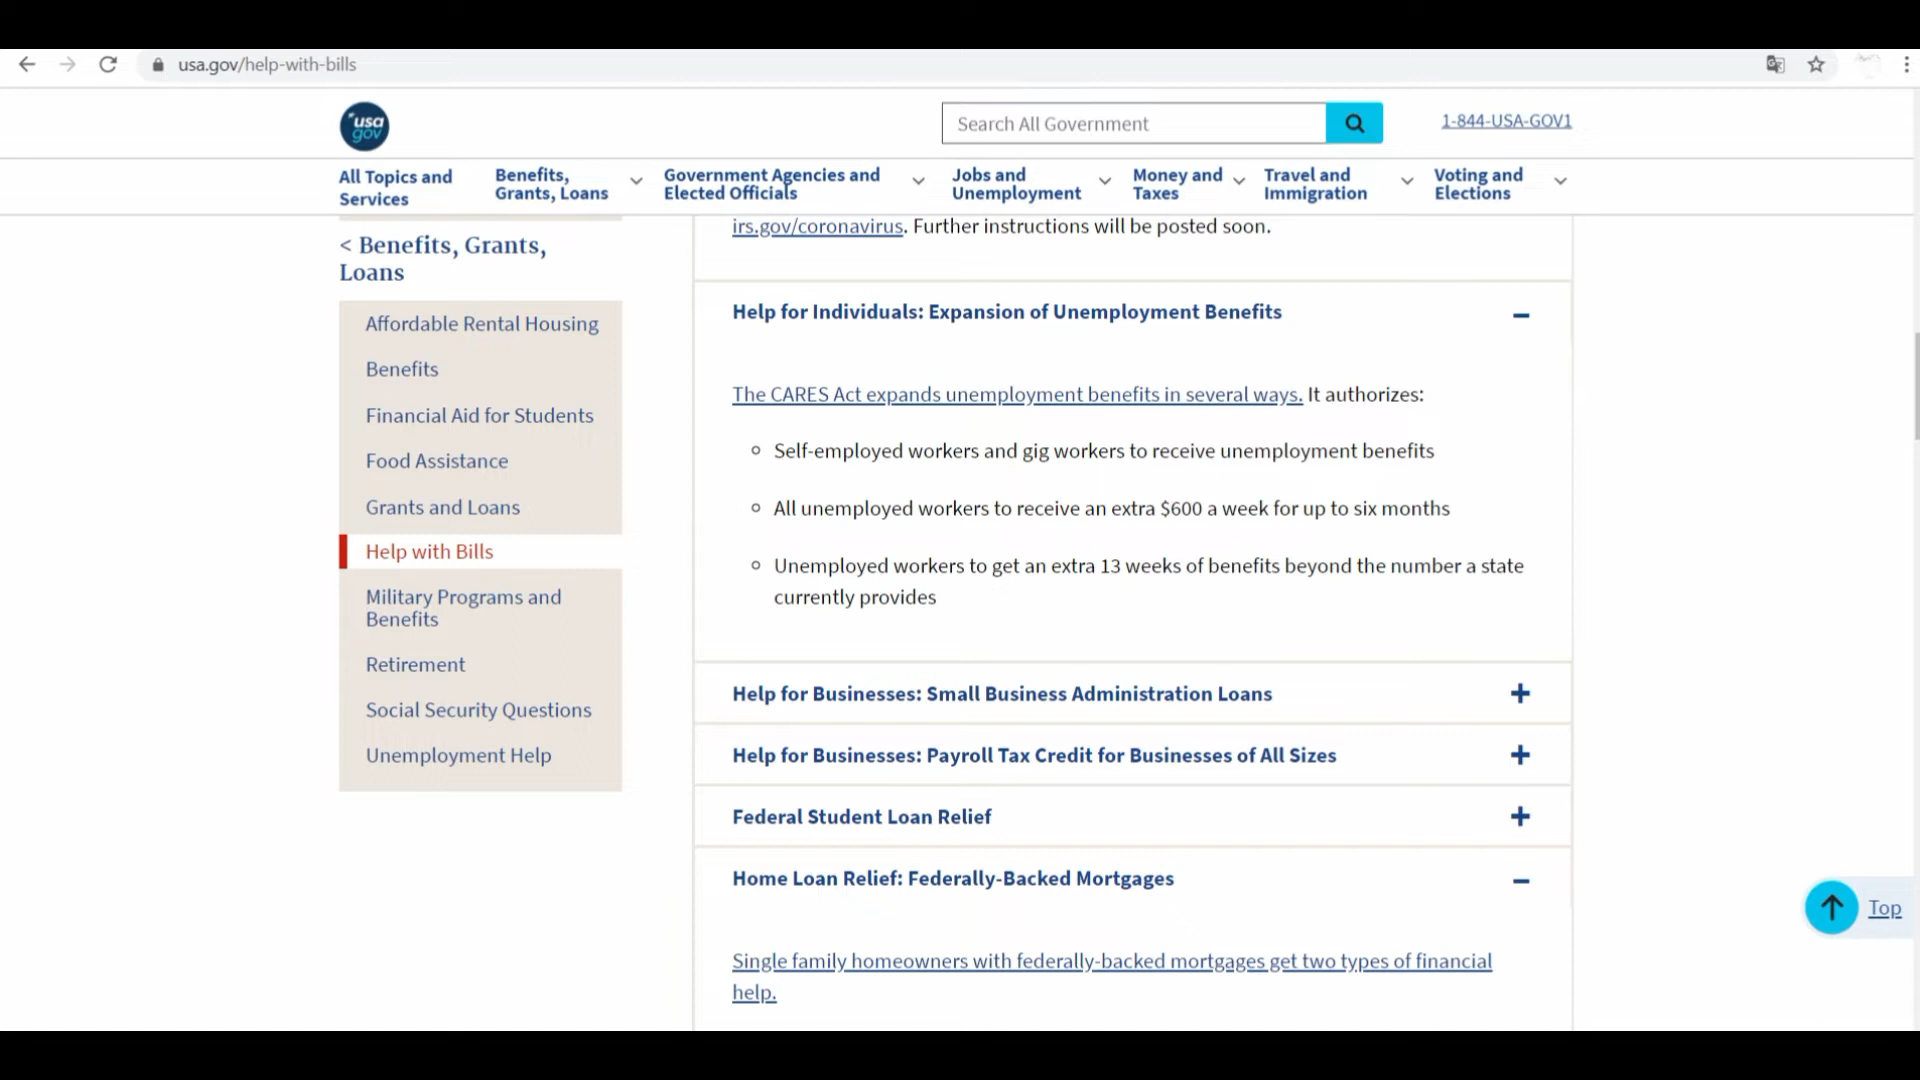 usa.gov/help-with-bills
usa
gov
Search All Government
1-844-USA-GOV1
All Topics and
Services
Benefits,
Grants, Loans
Government Agencies and
Elected Officials
Jobs and
Unemployment
Money and
Taxes
Travel and
Immigration
Voting and
Elections
< Benefits, Grants,
Loans
Affordable Rental Housing
Benefits
Financial Aid for Students
Food Assistance
Grants and Loans
Help with Bills
Military Programs and
Benefits
Retirement
Social Security Questions
Unemployment Help
irs.gov/coronavirus. Further instructions will be posted soon.
Help for Individuals: Expansion of Unemployment Benefits
The CARES Act expands unemployment benefits in several ways. It authorizes:
Self-employed workers and gig workers to receive unemployment benefits
All unemployed workers to receive an extra $600 a week for up to six months
Unemployed workers to get an extra 13 weeks of benefits beyond the number a state
currently provides
Help for Businesses: Small Business Administration Loans
Help for Businesses: Payroll Tax Credit for Businesses of All Sizes
Federal Student Loan Relief
Home Loan Relief: Federally-Backed Mortgages
Single family homeowners with federally-backed mortgages get two types of financial
help.
Top